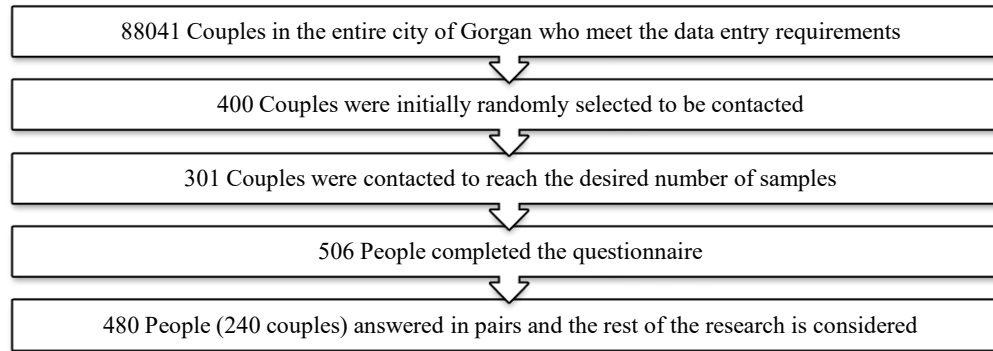 88041 Couples in the entire city of Gorgan who meet the data entry requirements
400 Couples were initially randomly selected to be contacted
301 Couples were contacted to reach the desired number of samples
506 People completed the questionnaire
480 People (240 couples) answered in pairs and the rest of the research is considered